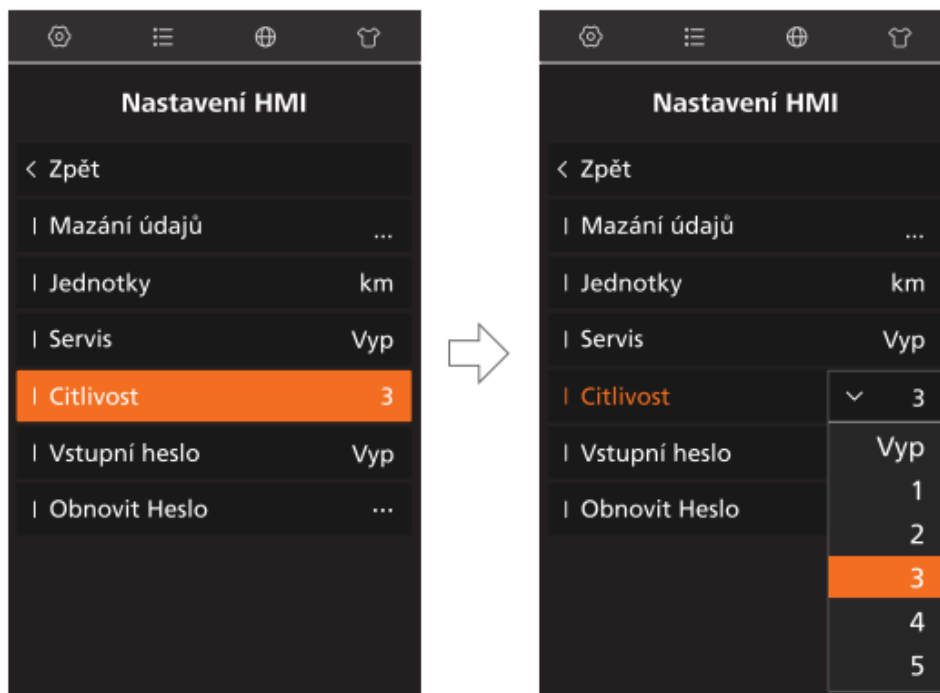 Nastavení HMI
< Zpět
| Mazání údajů ...
| Jednotky km
| Servis Vyp
| Citlivost 3
| Vstupní heslo Vyp
| Obnovit Heslo ...
Nastavení HMI
< Zpět
| Mazání údajů ...
| Jednotky km
| Servis Vyp
| Citlivost 3
| Vstupní heslo
| Obnovit Heslo
Vyp
1
2
3
4
5